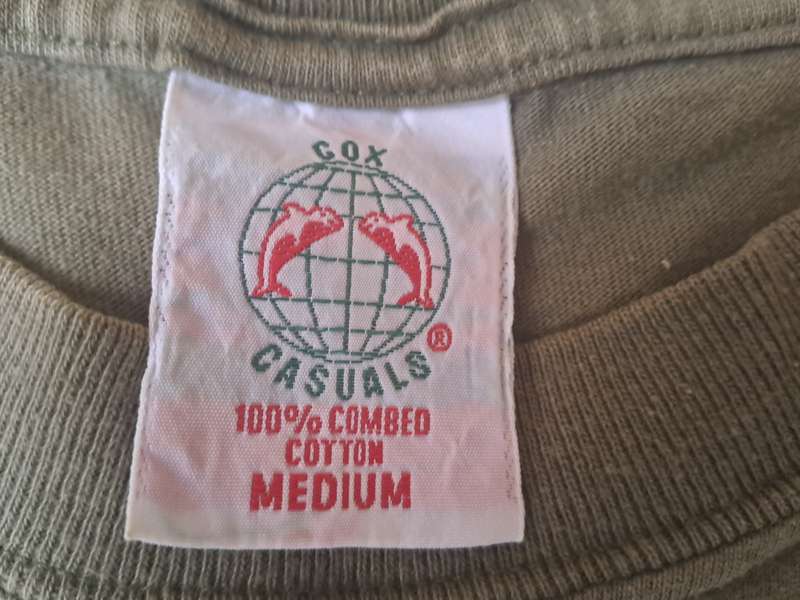 COX
CASUALS®
100% COMBED
COTTON
MEDIUM